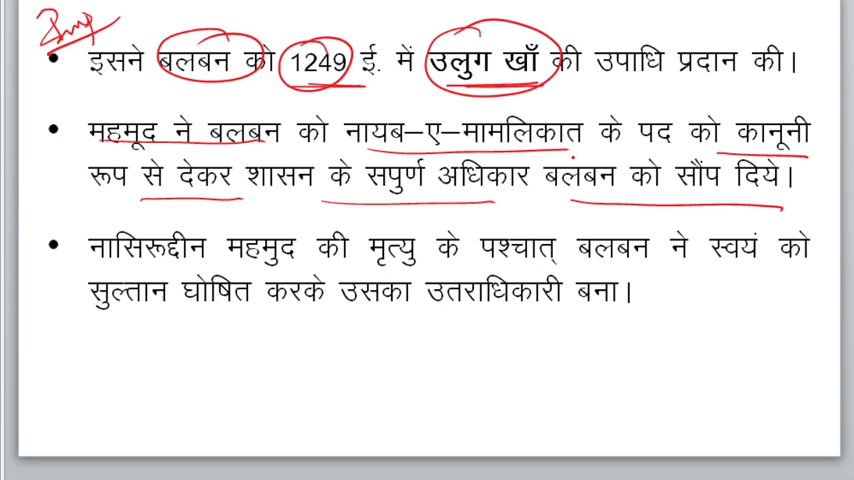 Imp
• इसने बलबन को 1249 ई. में उलुग खाँ की उपाधि प्रदान की।
• महमूद ने बलबन को नायब–ए–मामलिकात के पद को कानूनी
रूप से देकर शासन के सपुर्ण अधिकार बलबन को सौंप दिये।
• नासिरूद्दीन महमुद की मृत्यु के पश्चात् बलबन ने स्वयं को
सुल्तान घोषित करके उसका उतराधिकारी बना।